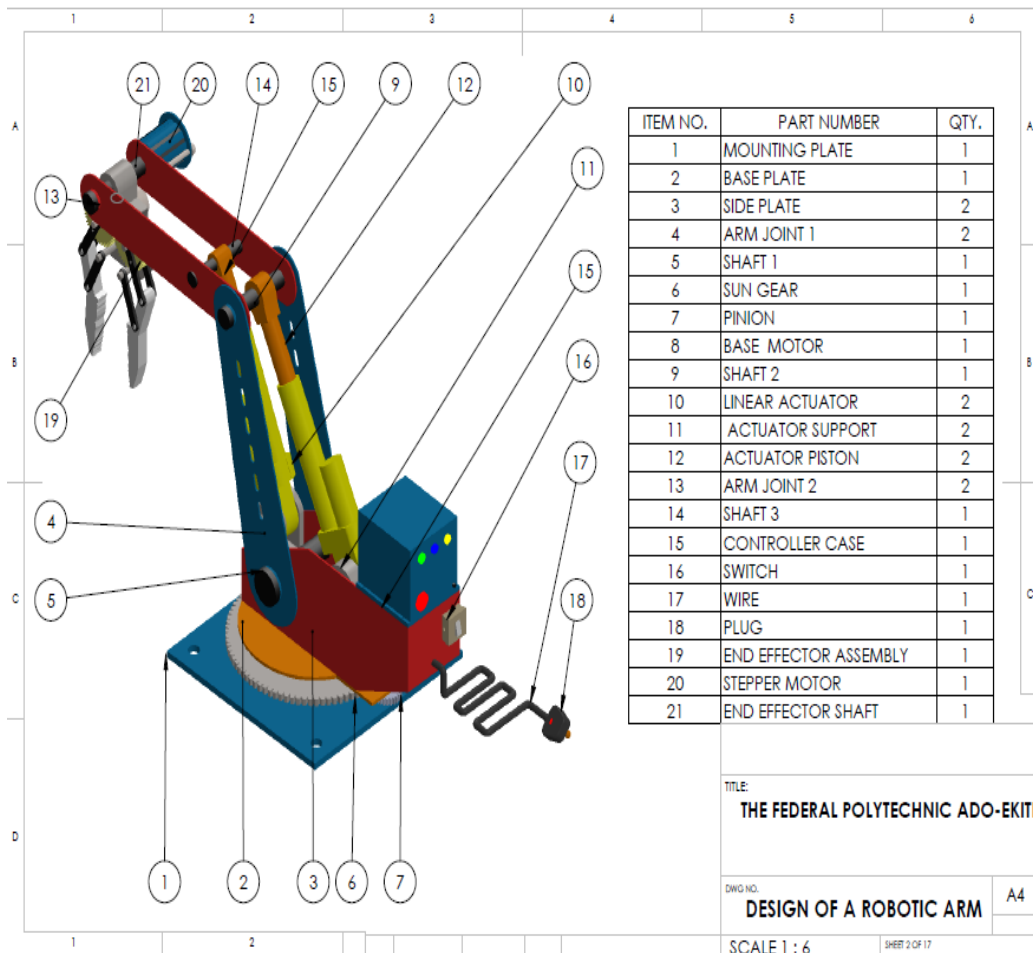 1 2 3 4 5 6
21 20 14 15 9 12 10
A A
11
13
15
B B
16
19
17
4
C C
5
18
D
1 2 3 6 7
1 2
ITEM NO. PART NUMBER QTY.
1 MOUNTING PLATE 1
2 BASE PLATE 1
3 SIDE PLATE 2
4 ARM JOINT 1 2
5 SHAFT 1 1
6 SUN GEAR 1
7 PINION 1
8 BASE MOTOR 1
9 SHAFT 2 1
10 LINEAR ACTUATOR 2
11 ACTUATOR SUPPORT 2
12 ACTUATOR PISTON 2
13 ARM JOINT 2 2
14 SHAFT 3 1
15 CONTROLLER CASE 1
16 SWITCH 1
17 WIRE 1
18 PLUG 1
19 END EFFECTOR ASSEMBLY 1
20 STEPPER MOTOR 1
21 END EFFECTOR SHAFT 1
TITLE:
THE FEDERAL POLYTECHNIC ADO-EKITI
DWG NO.
DESIGN OF A ROBOTIC ARM A4
SCALE 1 : 6 SHEET 2 OF 17